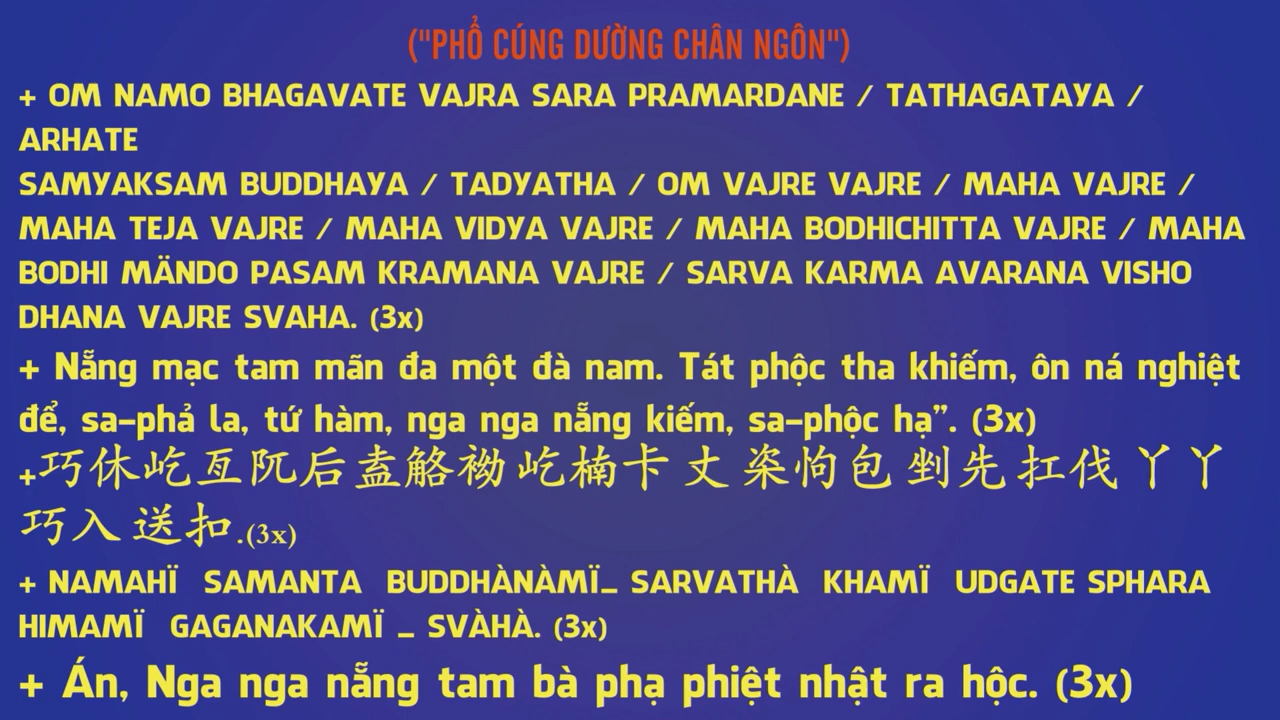 ("PHỔ CÚNG DƯỜNG CHÂN NGÔN")
+ OM NAMO BHAGAVATE VAJRA SARA PRAMARDANE / TATHAGATAYA /
ARHATE
SAMYAKSAM BUDDHAYA / TADYATHA / OM VAJRE VAJRE / MAHA VAJRE /
MAHA TEJA VAJRE / MAHA VIDYA VAJRE / MAHA BODHICHITTA VAJRE / MAHA
BODHI MÄNDO PASAM KRAMANA VAJRE / SARVA KARMA AVARANA VISHO
DHANA VAJRE SVAHA. (3x)
+ Nẵng mạc tam mãn đa một đà nam. Tát phộc tha khiếm, ôn ná nghiệt
để, sa-phả la, tứ hàm, nga nga nẵng kiếm, sa-phộc hạ”. (3x)
+巧休屹亙阢后盍觡袎 屹楠卡 丈 桼怐包 剉先 扛伐 丫丫
巧入 送扣.(3x)
+ NAMAHÏ SAMANTA BUDDHÀNÀMÏ_ SARVATHÀ KHAMÏ UDGATE SPHARA
HIMAMÏ GAGANAKAMÏ _ SVÀHÀ. (3x)
+ Án, Nga nga nẵng tam bà phạ phiệt nhật ra hộc. (3x)